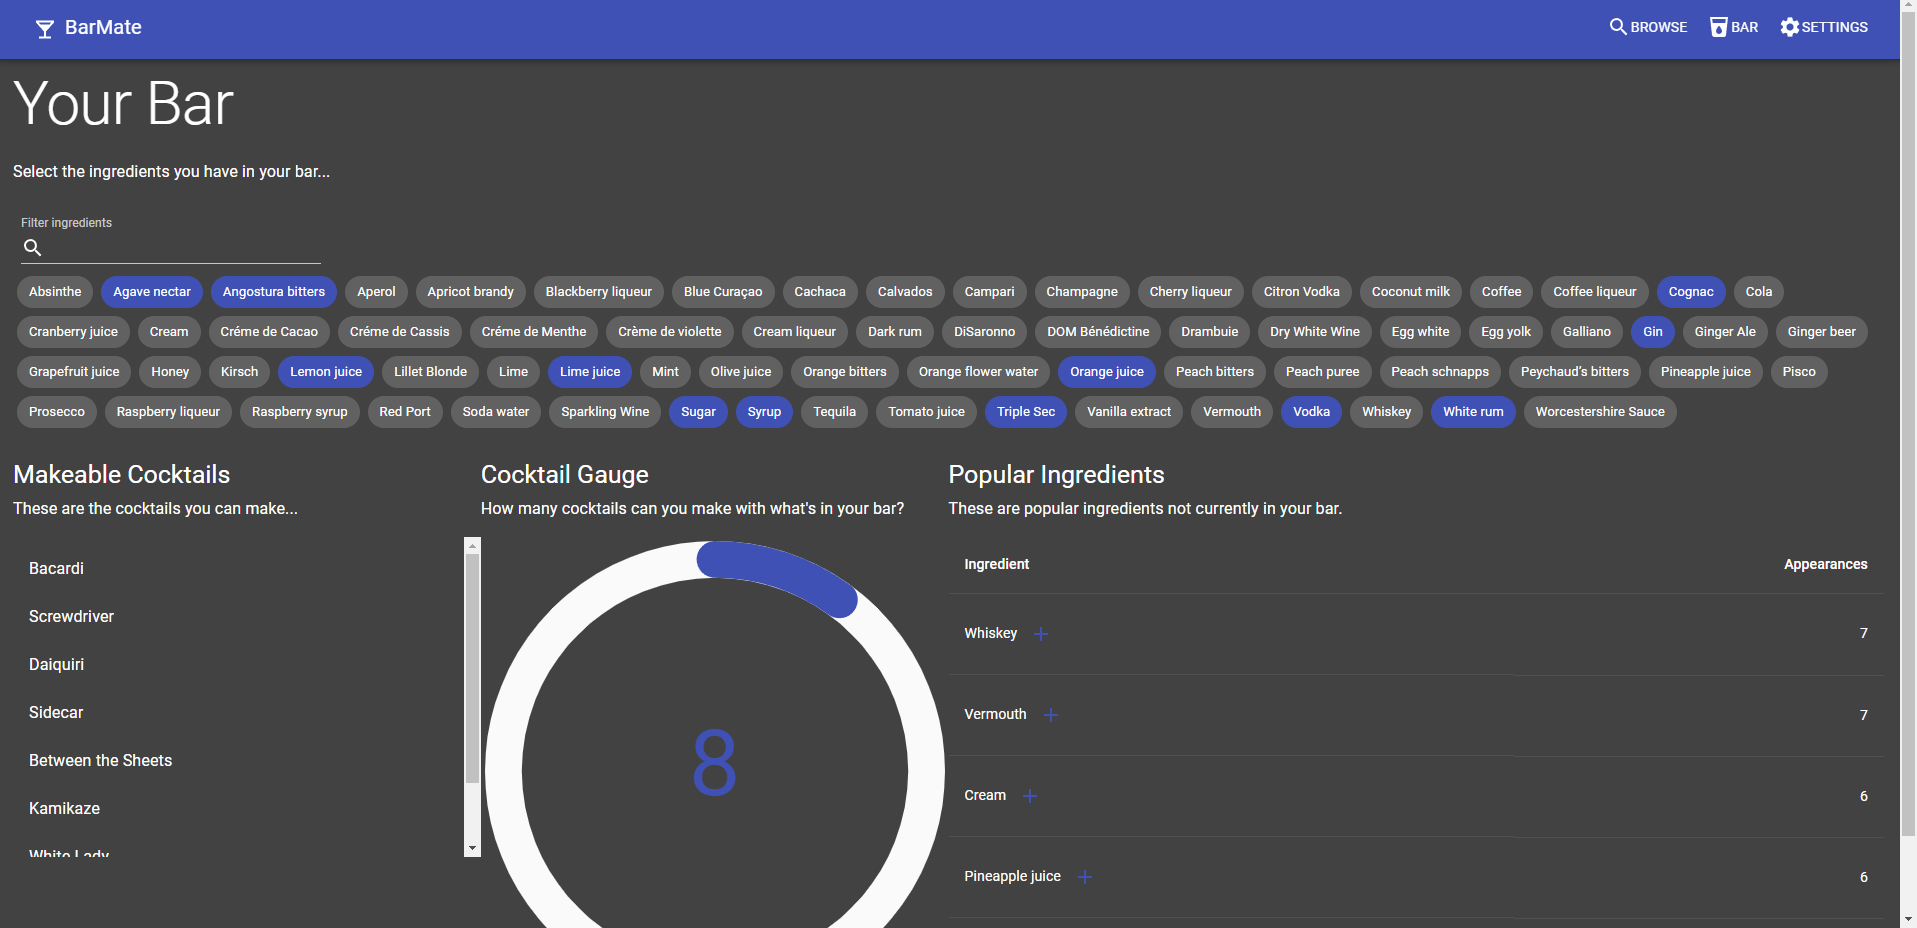 BarMate BROWSE BAR SETTINGS
Your Bar
Select the ingredients you have in your bar...
Filter ingredients
Absinthe Agave nectar Angostura bitters Aperol Apricot brandy Blackberry liqueur Blue Curaçao Cachaca Calvados Campari Champagne Cherry liqueur Citron Vodka Coconut milk Coffee Coffee liqueur Cognac Cola
Cranberry juice Cream Créme de Cacao Créme de Cassis Créme de Menthe Crème de violette Cream liqueur Dark rum DiSaronno DOM Bénédictine Drambuie Dry White Wine Egg white Egg yolk Galliano Gin Ginger Ale Ginger beer
Grapefruit juice Honey Kirsch Lemon juice Lillet Blonde Lime Lime juice Mint Olive juice Orange bitters Orange flower water Orange juice Peach bitters Peach puree Peach schnapps Peychaud’s bitters Pineapple juice Pisco
Prosecco Raspberry liqueur Raspberry syrup Red Port Soda water Sparkling Wine Sugar Syrup Tequila Tomato juice Triple Sec Vanilla extract Vermouth Vodka Whiskey White rum Worcestershire Sauce
Makeable Cocktails
These are the cocktails you can make...
Bacardi
Screwdriver
Daiquiri
Sidecar
Between the Sheets
Kamikaze
White Lady
Cocktail Gauge
How many cocktails can you make with what's in your bar?
8
Popular Ingredients
These are popular ingredients not currently in your bar.
Ingredient Appearances
Whiskey + 7
Vermouth + 7
Cream + 6
Pineapple juice + 6